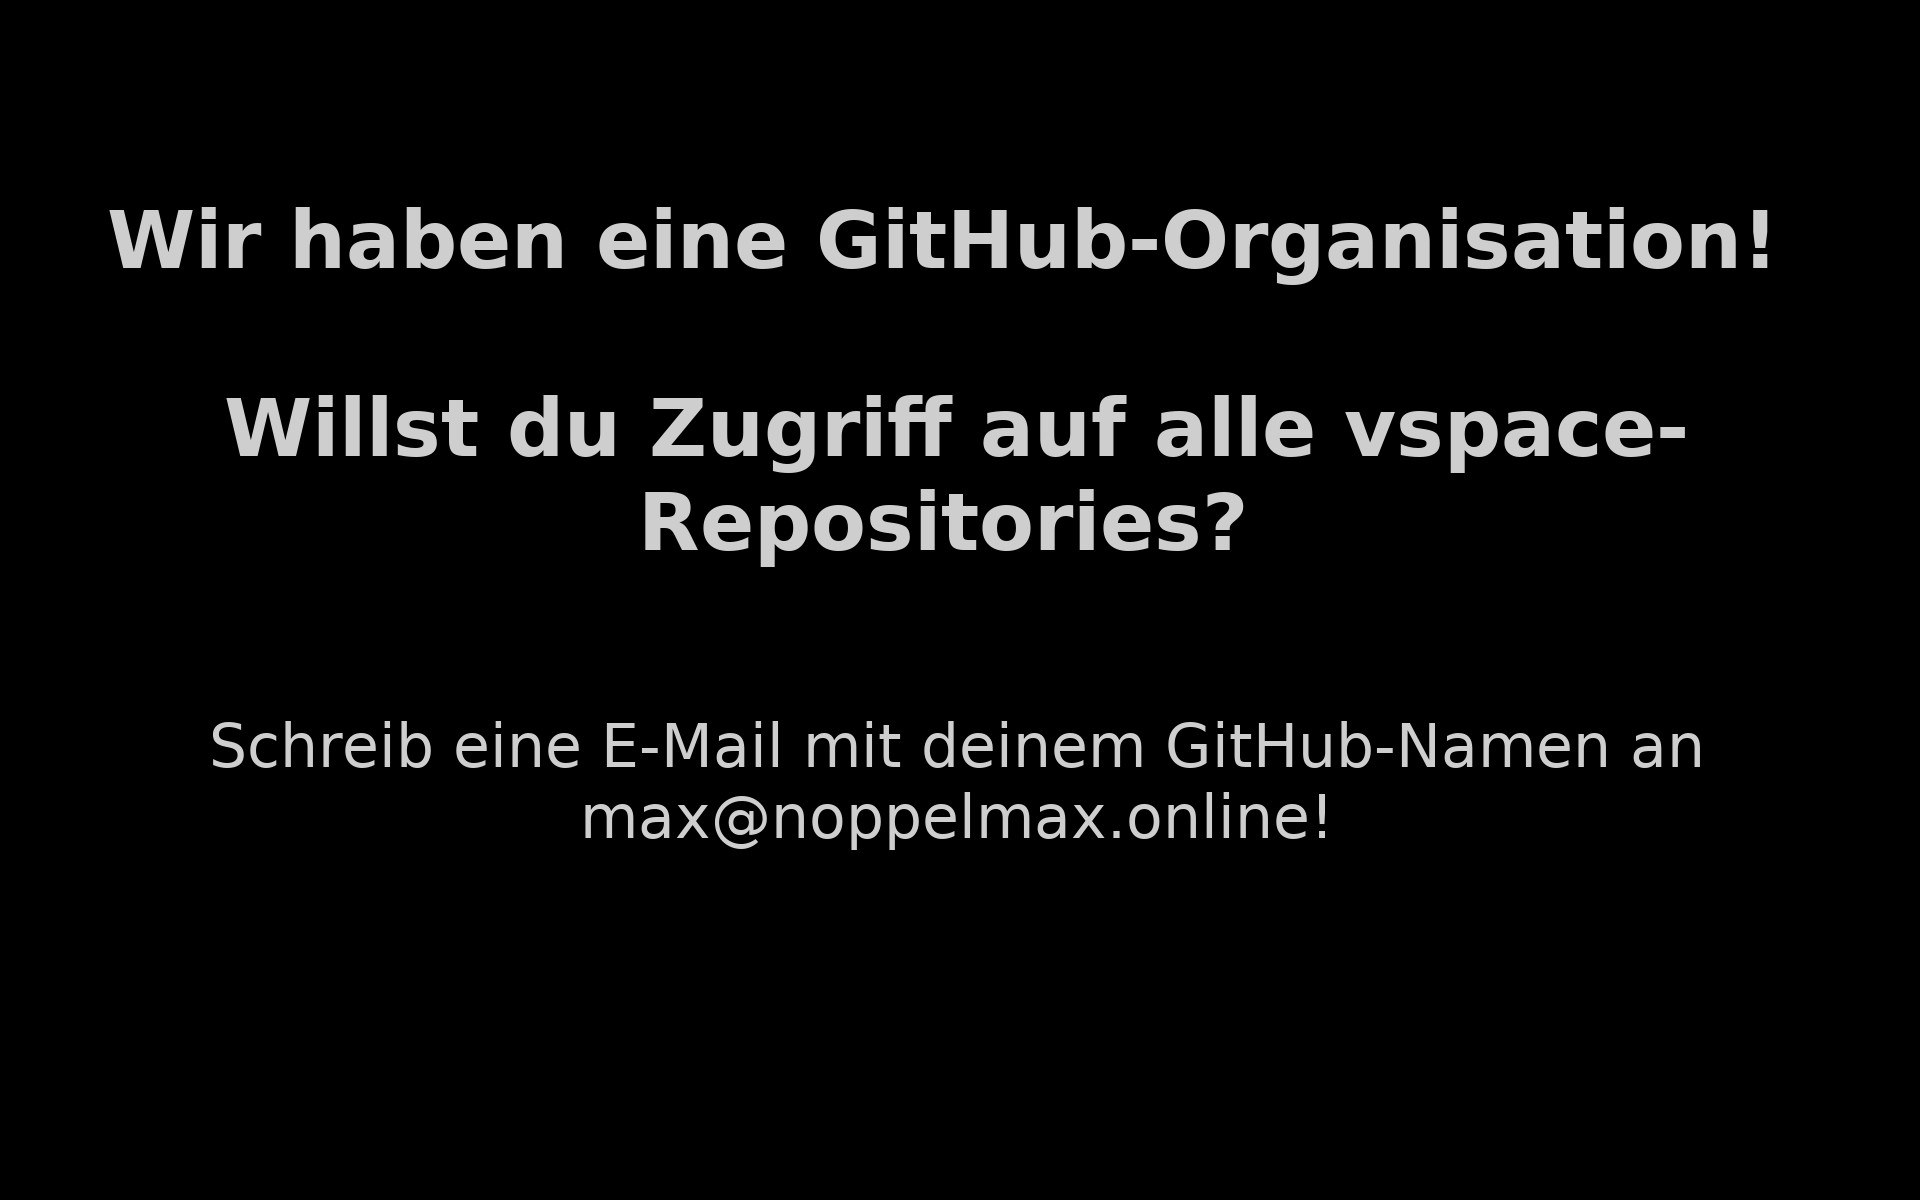 Wir haben eine GitHub-Organisation!
Willst du Zugriff auf alle vspace-
Repositories?
Schreib eine E-Mail mit deinem GitHub-Namen an
max@noppelmax.online!